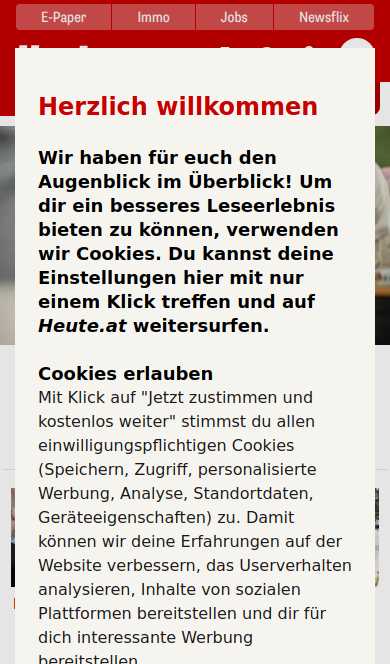 E-Paper
Immo
Jobs
Newsflix
Herzlich willkommen
Wir haben für euch den
Augenblick im Überblick! Um
dir ein besseres Leseerlebnis
bieten zu können, verwenden
wir Cookies. Du kannst deine
Einstellungen hier mit nur
einem Klick treffen und auf
Heute.at weitersurfen.
Cookies erlauben
Mit Klick auf "Jetzt zustimmen und
kostenlos weiter" stimmst du allen
einwilligungspflichtigen Cookies
(Speichern, Zugriff, personalisierte
Werbung, Analyse, Standortdaten,
Geräteeigenschaften) zu. Damit
können wir deine Erfahrungen auf der
Website verbessern, das Userverhalten
analysieren, Inhalte von sozialen
Plattformen bereitstellen und dir für
dich interessante Werbung
bereitstellen